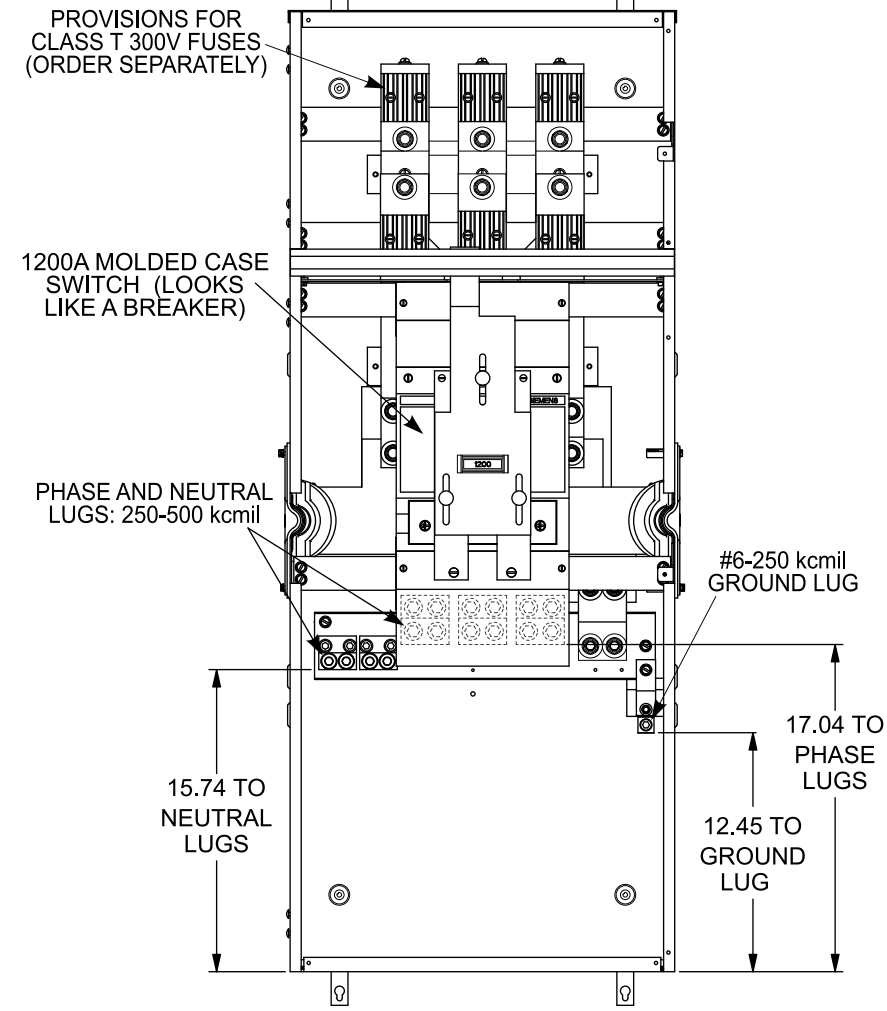 PROVISIONS FOR
CLASS T 300V FUSES
(ORDER SEPARATELY)
1200A MOLDED CASE
SWITCH (LOOKS
LIKE A BREAKER)
SIEMENS
1200
PHASE AND NEUTRAL
LUGS: 250-500 kcmil
#6-250 kcmil
GROUND LUG
17.04 TO
PHASE
LUGS
15.74 TO
NEUTRAL
LUGS
12.45 TO
GROUND
LUG